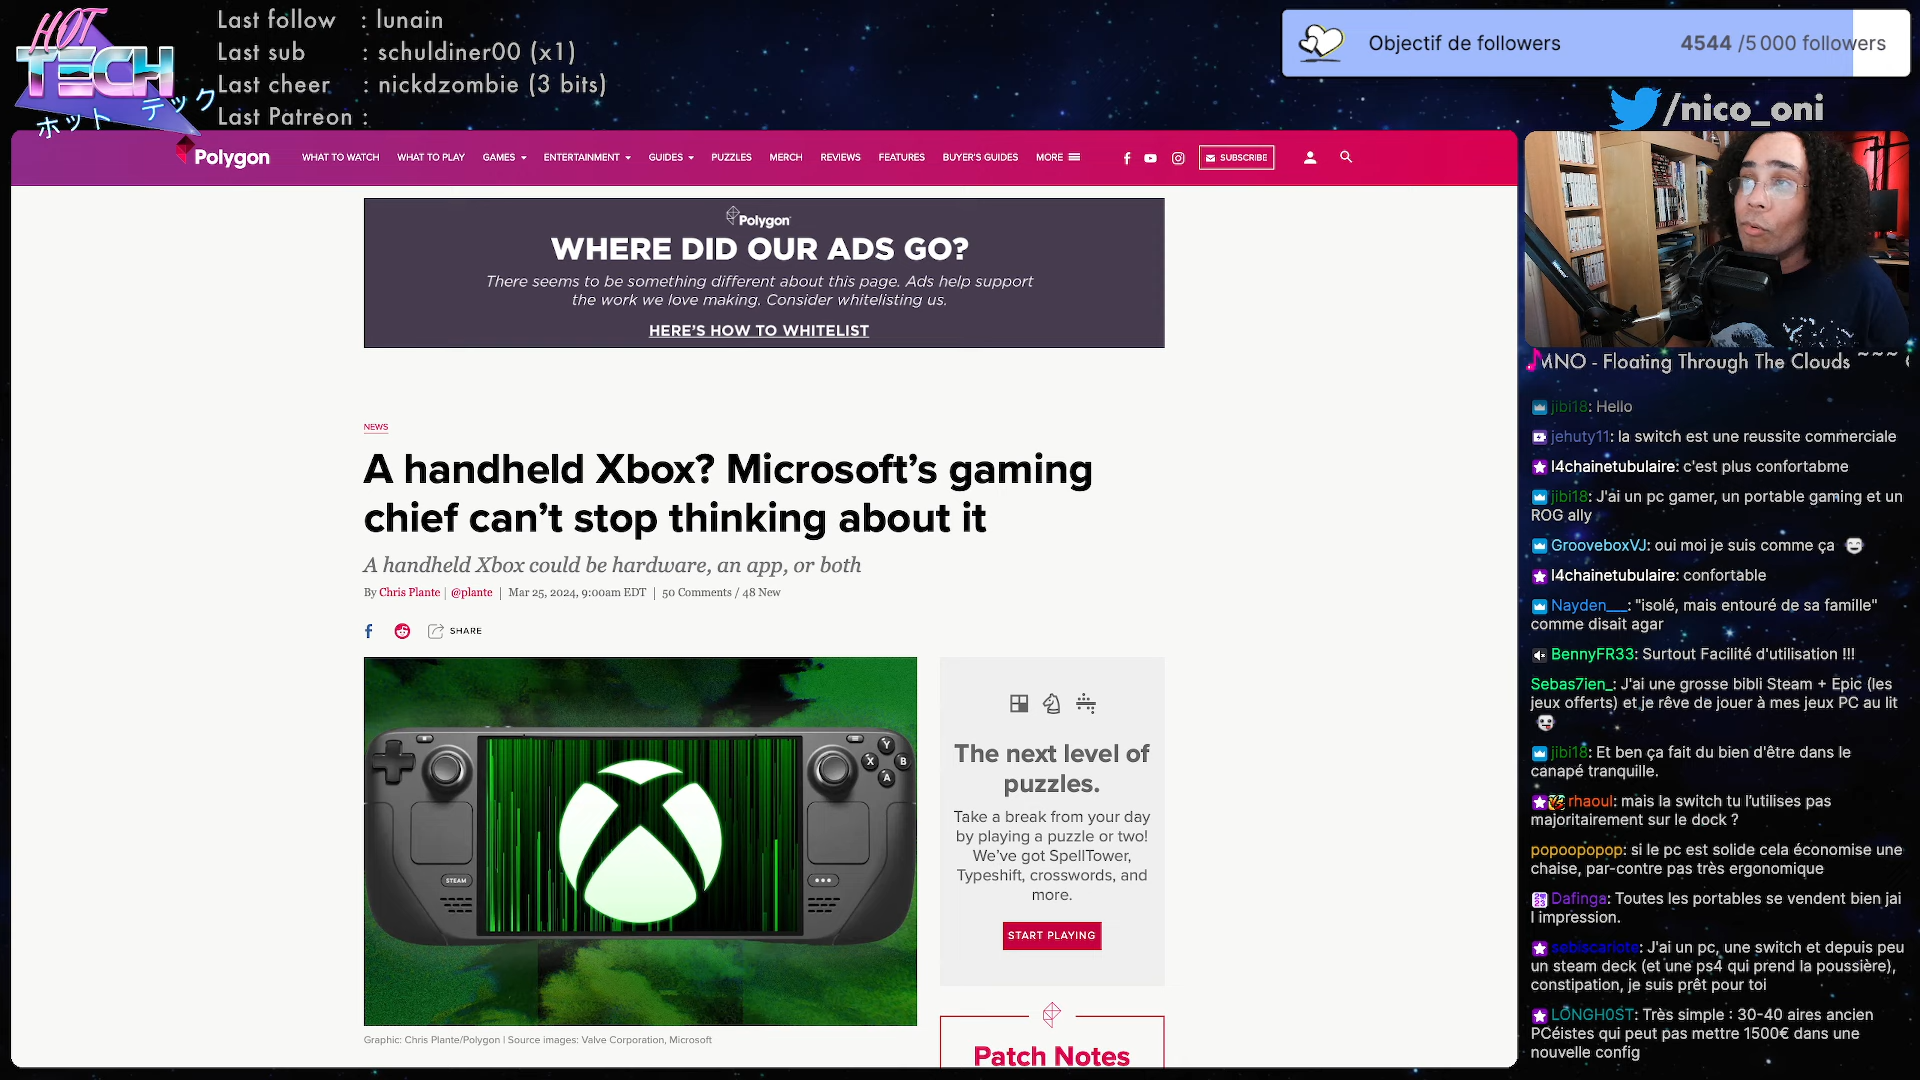 HOT
TECH
ホット テック
Last follow : lunain
Last sub : schuldiner00 (x1)
Last cheer : nickdzombie (3 bits)
Last Patreon :
Objectif de followers 4544 /5 000 followers
/nico_oni
Polygon WHAT TO WATCH WHAT TO PLAY GAMES ENTERTAINMENT GUIDES PUZZLES MERCH REVIEWS FEATURES BUYER'S GUIDES MORE SUBSCRIBE
Polygon
WHERE DID OUR ADS GO?
There seems to be something different about this page. Ads help support
the work we love making. Consider whitelisting us.
HERE'S HOW TO WHITELIST
NEWS
A handheld Xbox? Microsoft's gaming
chief can't stop thinking about it
A handheld Xbox could be hardware, an app, or both
By Chris Plante | @plante | Mar 25, 2024, 9:00am EDT | 50 Comments / 48 New
SHARE
Y
X B
A
STEAM
Graphic: Chris Plante/Polygon | Source images: Valve Corporation, Microsoft
The next level of
puzzles.
Take a break from your day
by playing a puzzle or two!
We've got SpellTower,
Typeshift, crosswords, and
more.
START PLAYING
Patch Notes
MNO - Floating Through The Clouds ~~~
jibi18: Hello
jehuty11: la switch est une reussite commerciale
l4chainetubulaire: c'est plus confortabme
jibi18: J'ai un pc gamer, un portable gaming et un
ROG ally
GrooveboxVJ: oui moi je suis comme ça
l4chainetubulaire: confortable
Nayden___: "isolé, mais entouré de sa famille"
comme disait agar
BennyFR33: Surtout Facilité d'utilisation !!!
Sebas7ien_: J'ai une grosse bibli Steam + Epic (les
jeux offerts) et je rêve de jouer à mes jeux PC au lit
jibi18: Et ben ça fait du bien d'être dans le
canapé tranquille.
rhaoul: mais la switch tu l'utilises pas
majoritairement sur le dock ?
popoopopop: si le pc est solide cela économise une
chaise, par-contre pas très ergonomique
Dafinga: Toutes les portables se vendent bien jai
l impression.
sebiscariote: J'ai un pc, une switch et depuis peu
un steam deck (et une ps4 qui prend la poussière),
constipation, je suis prêt pour toi
LÖNGH0ST: Très simple : 30-40 aires ancien
PCéistes qui peut pas mettre 1500€ dans une
nouvelle config